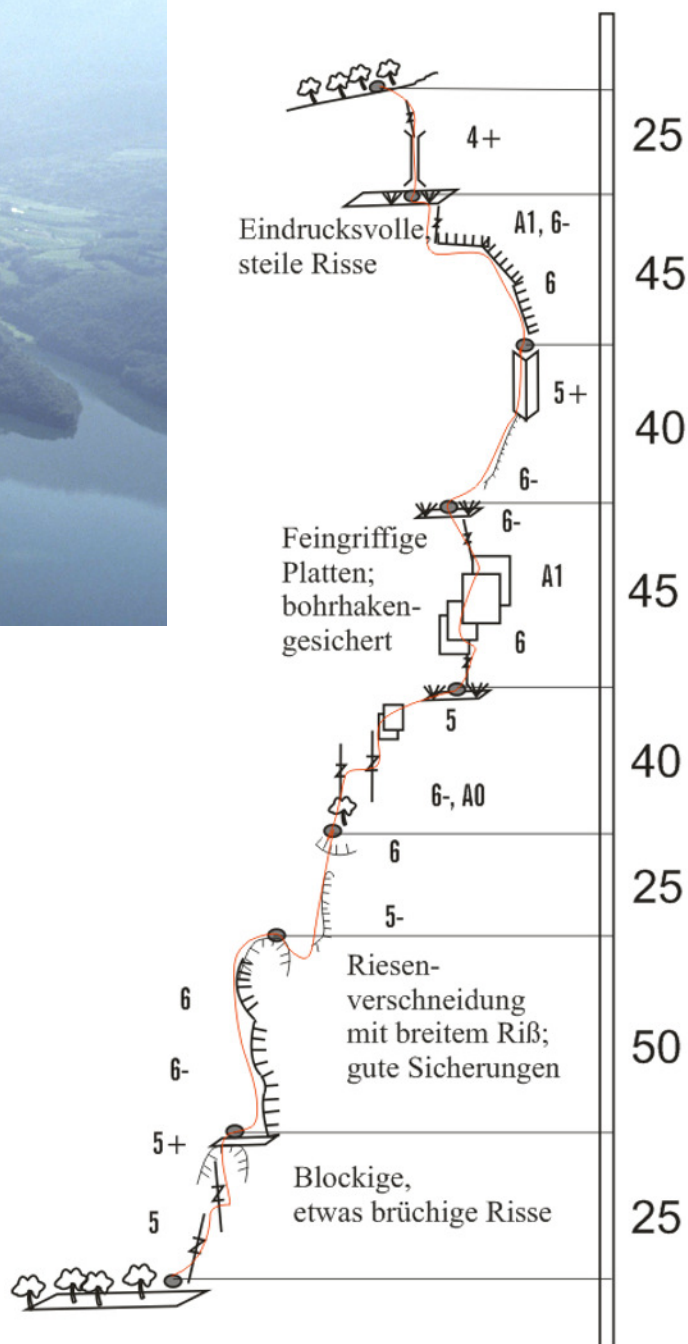 4+
25
Eindrucksvolle,
steile Risse
A1, 6-
6
45
5+
40
6-
6-
Feingriffige
Platten;
bohrhaken-
gesichert
A1
45
6
5
40
6-, A0
6
25
5-
Riesen-
verschneidung
mit breitem Riß;
gute Sicherungen
6
50
6-
5+
Blockige,
etwas brüchige Risse
5
25